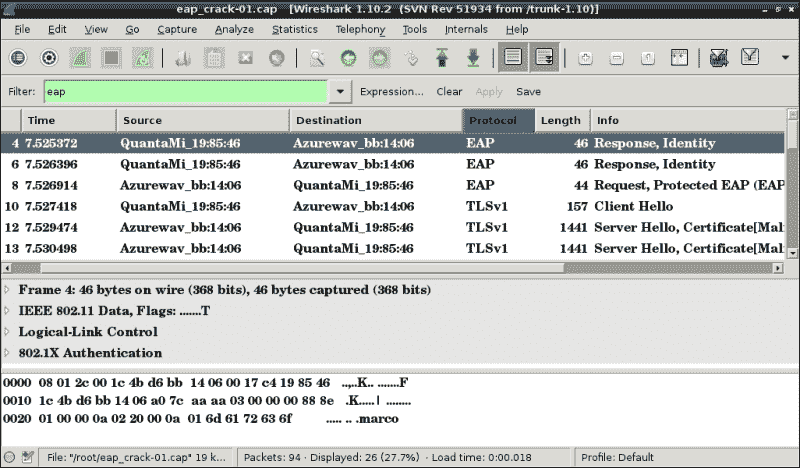 eap_crack-01.cap [Wireshark 1.10.2 (SVN Rev 51934 from /trunk-1.10)]
File Edit View Go Capture Analyze Statistics Telephony Tools Internals Help
Filter: eap Expression... Clear Apply Save
Time Source Destination Protocol Length Info
4 7.525372 QuantaMi_19:85:46 Azurewav_bb:14:06 EAP 46 Response, Identity
6 7.526396 QuantaMi_19:85:46 Azurewav_bb:14:06 EAP 46 Response, Identity
8 7.526914 Azurewav_bb:14:06 QuantaMi_19:85:46 EAP 44 Request, Protected EAP (EAP
10 7.527418 QuantaMi_19:85:46 Azurewav_bb:14:06 TLSv1 157 Client Hello
12 7.529474 Azurewav_bb:14:06 QuantaMi_19:85:46 TLSv1 1441 Server Hello, Certificate[Mal
13 7.530498 Azurewav_bb:14:06 QuantaMi_19:85:46 TLSv1 1441 Server Hello, Certificate[Mal
Frame 4: 46 bytes on wire (368 bits), 46 bytes captured (368 bits)
IEEE 802.11 Data, Flags: .......T
Logical-Link Control
802.1X Authentication
0000 08 01 2c 00 1c 4b d6 bb 14 06 00 17 c4 19 85 46 ..,..K.. .......F
0010 1c 4b d6 bb 14 06 a0 7c aa aa 03 00 00 00 88 8e .K.....| ........
0020 01 00 00 0a 02 20 00 0a 01 6d 61 72 63 6f ..... .. .marco
File: "/root/eap_crack-01.cap" 19 k... Packets: 94 · Displayed: 26 (27.7%) · Load time: 0:00.018 Profile: Default